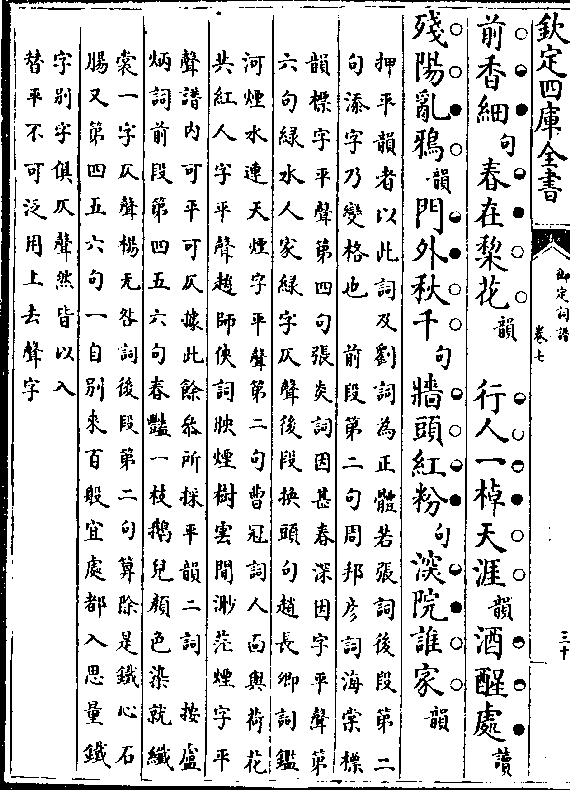 欽定四庫全書
御定詞譜
卷七
三十
前香細句春在棃花韻　行人一棹天涯韻酒醒處讀
殘陽亂鴉韻門外秋千句牆頭紅粉句深院誰家韻
押平韻者以此詞及劉詞為正體若張詞後段第二
句添字乃變格也　前段第二句周邦彦詞海棠標
韻標字平聲第四句張炎詞因甚春深因字平聲第
六句綠水人家綠字仄聲後段換頭句趙長卿詞鑑
河煙水連天煙字平聲第二句曹冠詞人面與荷花
共紅人字平聲趙師使詞映煙樹雲間渺茫煙字平
聲譜内可平可仄據此餘叅所採平韻二詞　按盧
炳詞前段第四五六句春豔一枝鵝兒顔色染就纖
裳一字仄聲楊无咎詞後段第二句算除是鐵心石
腸又第四五六句一自別來百般宜處都入思量鐵
字別字俱仄聲然皆以入
替平不可泛用上去聲字